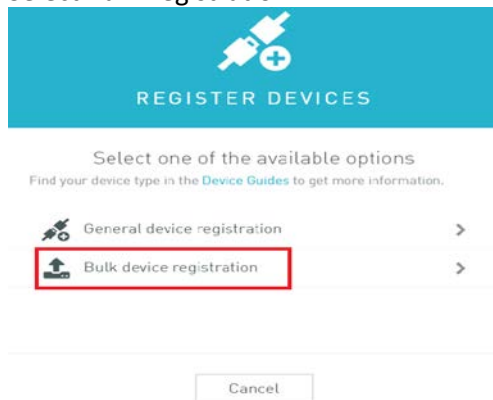 REGISTER DEVICES
Select one of the available options
Find your device type in the Device Guides to get more information.
General device registration
Bulk device registration
Cancel